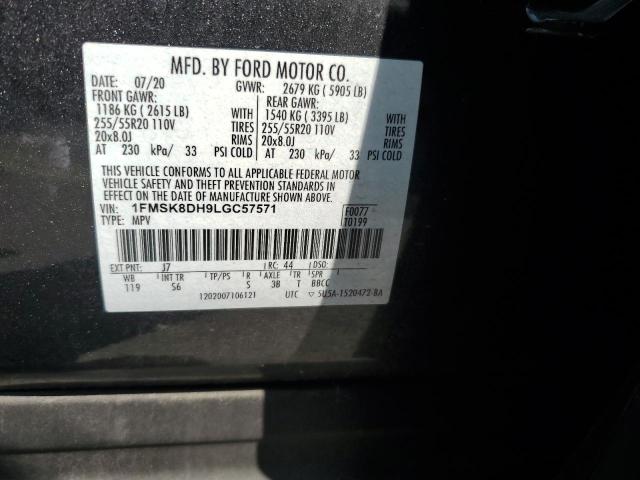 MFD. BY FORD MOTOR CO.
DATE: 07/20 GVWR: 2679 KG ( 5905 LB)
FRONT GAWR: REAR GAWR:
1186 KG ( 2615 LB) WITH 1540 KG ( 3395 LB) WITH
255/55R20 110V TIRES 255/55R20 110V TIRES
20x8.0J RIMS 20x8.0J RIMS
AT 230 kPa/ 33 PSI COLD AT 230 kPa/ 33 PSI COLD
THIS VEHICLE CONFORMS TO ALL APPLICABLE FEDERAL MOTOR
VEHICLE SAFETY AND THEFT PREVENTION STANDARDS IN
EFFECT ON THE DATE OF MANUFACTURE SHOWN ABOVE.
VIN: 1FMSK8DH9LGC57571 F0077
TYPE: MPV T0199
EXT PNT: J7 RC: 44 DSO:
WB INT TR TP/PS R AXLE TR SPR
119 S6 S 3B T BBCC
1202007106121 UTC ▽ 5U5A-1520472-BA